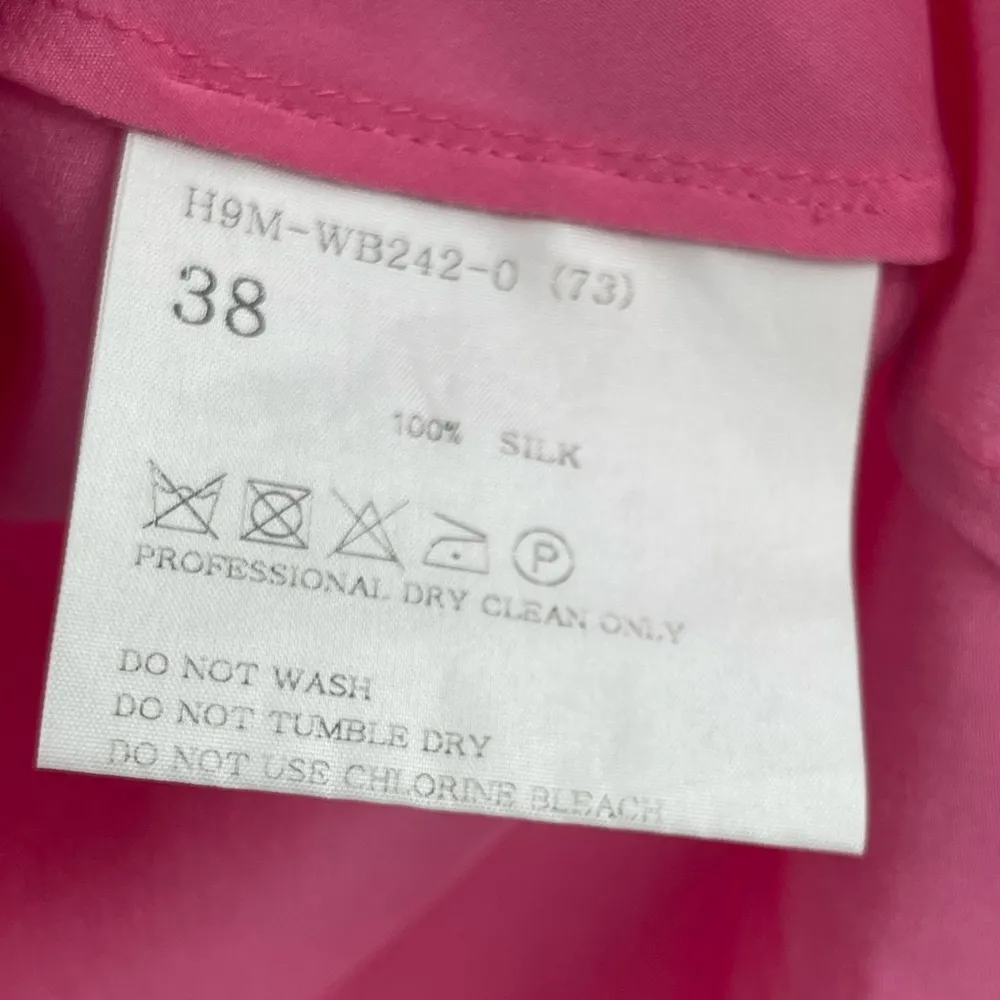 H9M-WB242-0 (73)
38
100% SILK
P
PROFESSIONAL DRY CLEAN ONLY
DO NOT WASH
DO NOT TUMBLE DRY
DO NOT USE CHLORINE BLEACH